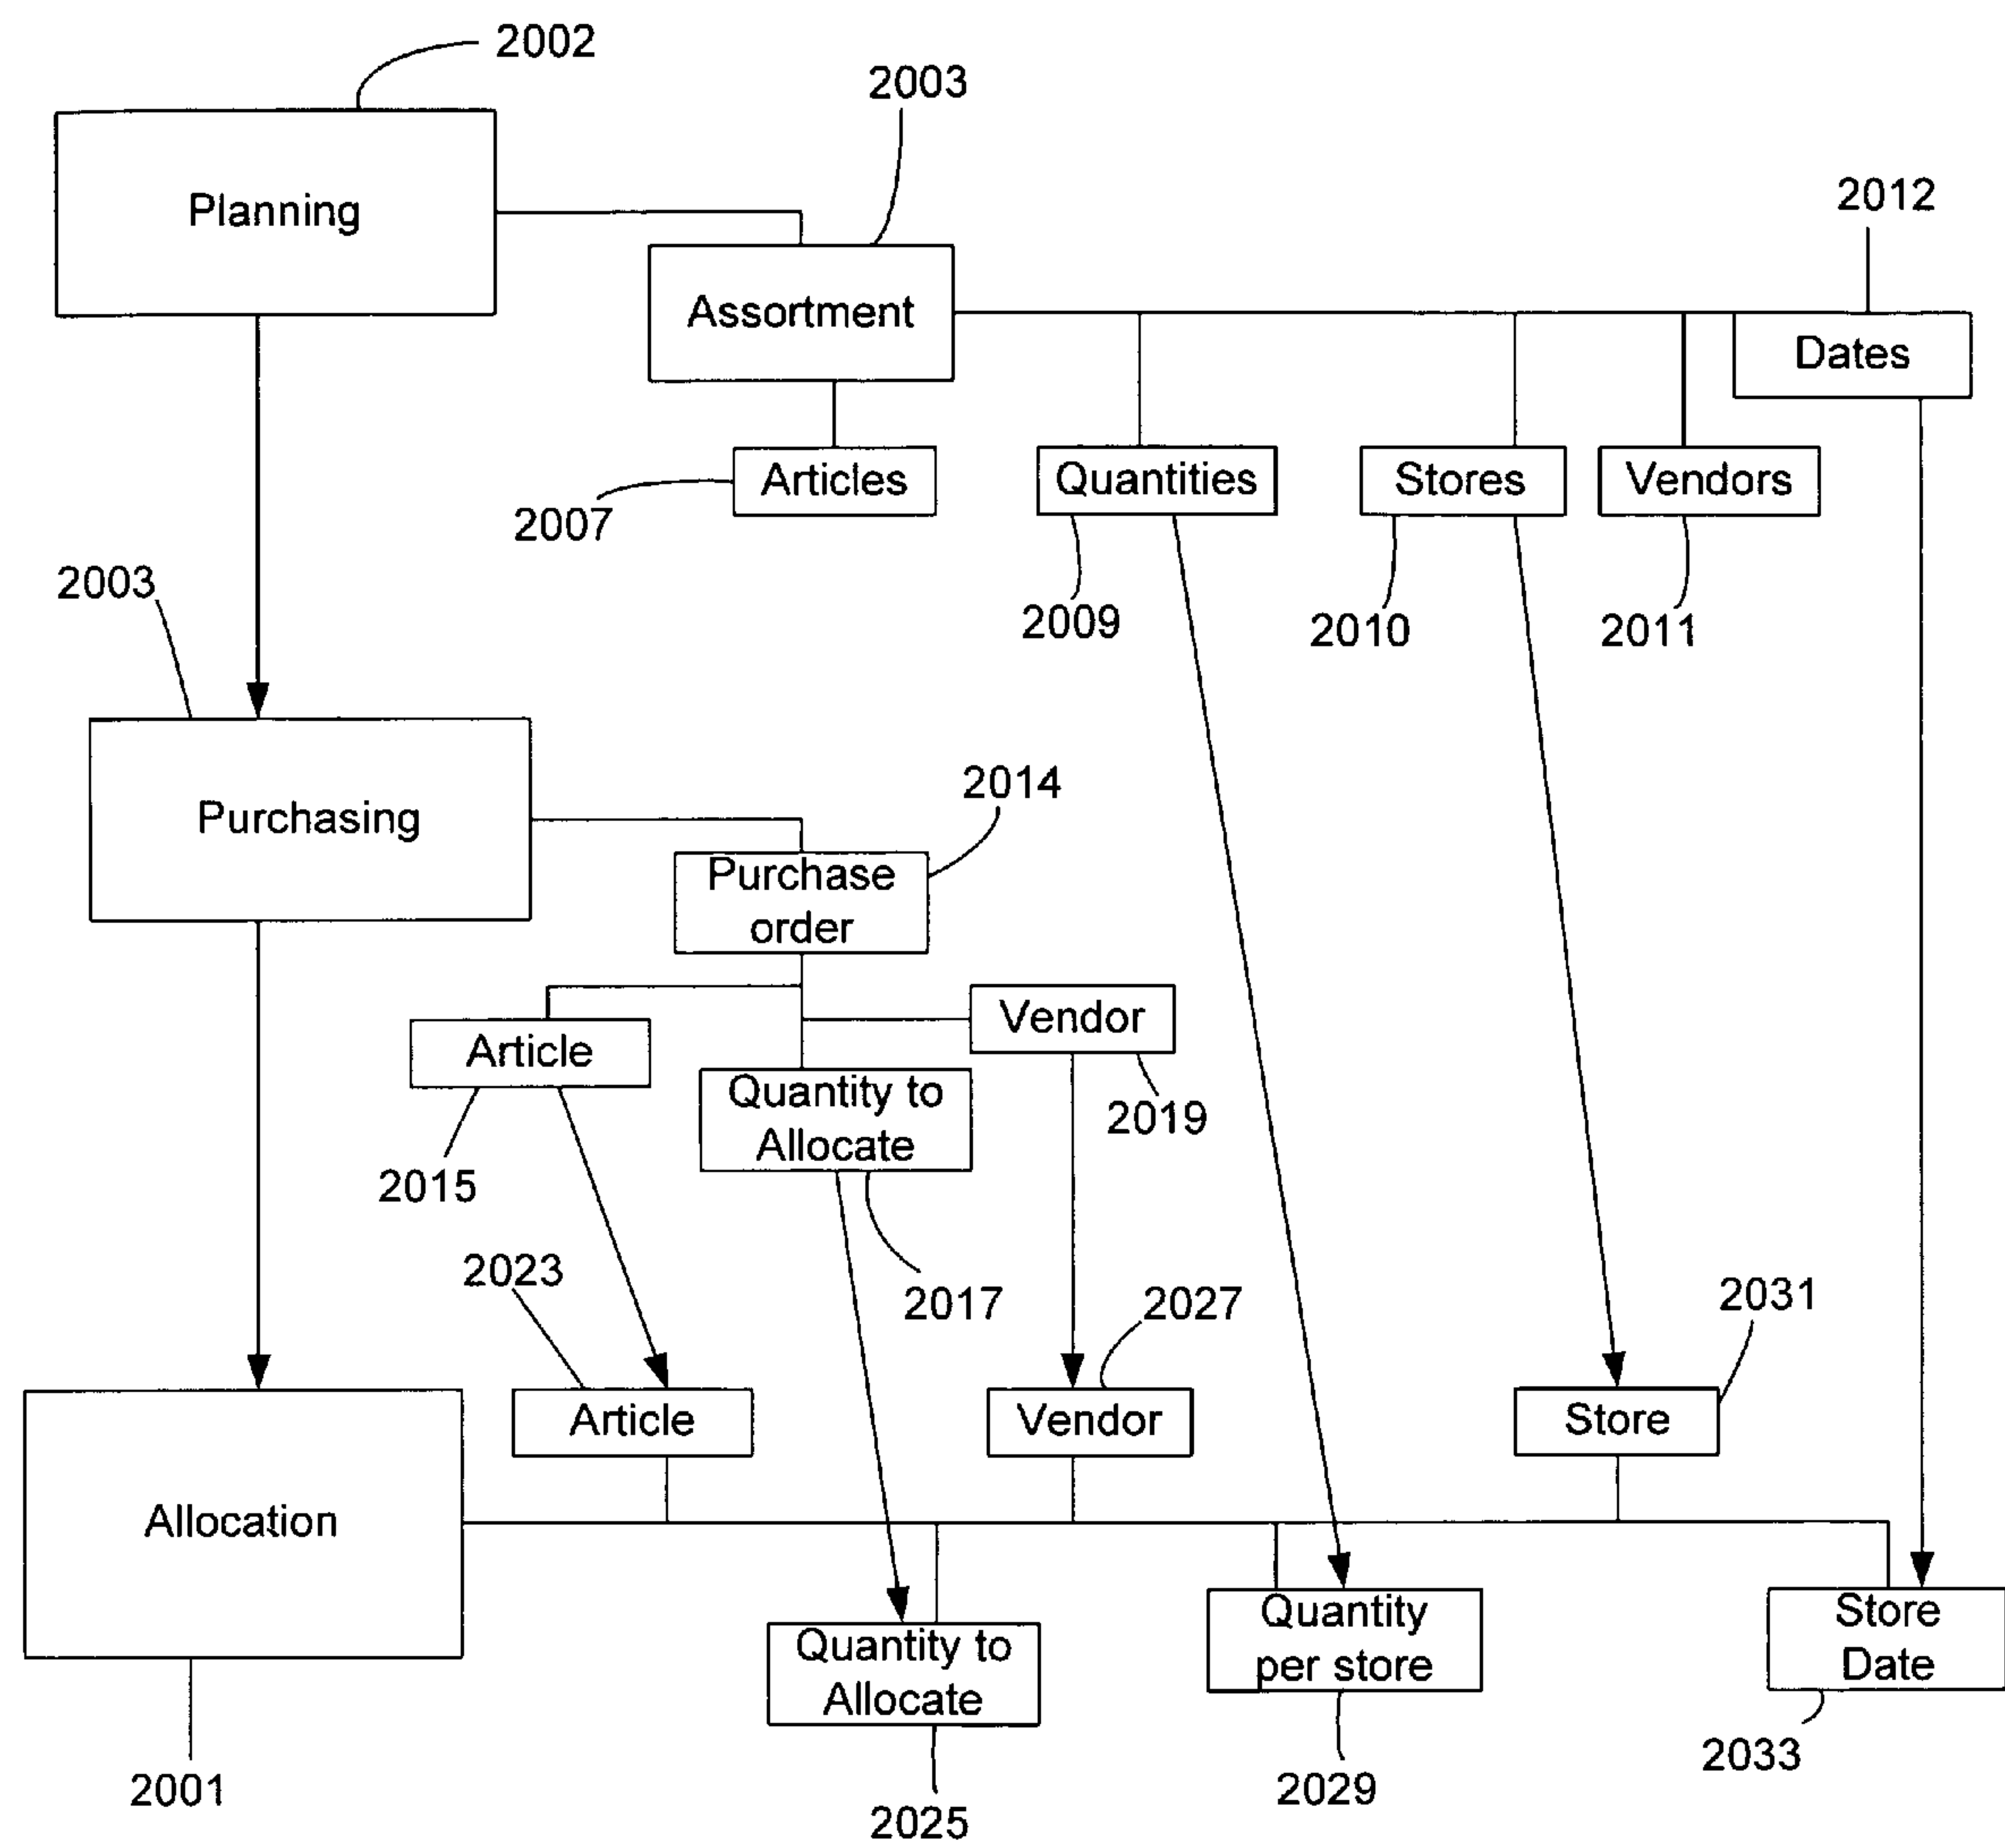 2002
2003
2012
Planning
Assortment
Dates
Articles
Quantities
Stores
Vendors
2007
2009
2010
2011
2003
Purchasing
2014
Purchase
order
Vendor
Article
Quantity to
Allocate
2019
2015
2017
2023
2027
2031
Article
Vendor
Store
Allocation
Quantity to
Allocate
Quantity
per store
Store
Date
2001
2025
2029
2033